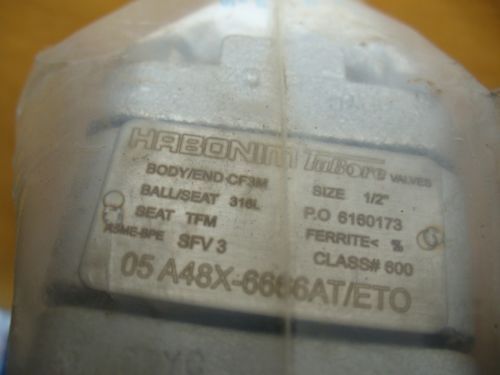 HABONIM TruBore VALVES
BODY/END CF3M SIZE 1/2"
BALL/SEAT 316L P.O 6160173
SEAT TFM FERRITE< %
ASME-BPE SFV 3 CLASS# 600
05 A48X-6666AT/ETO